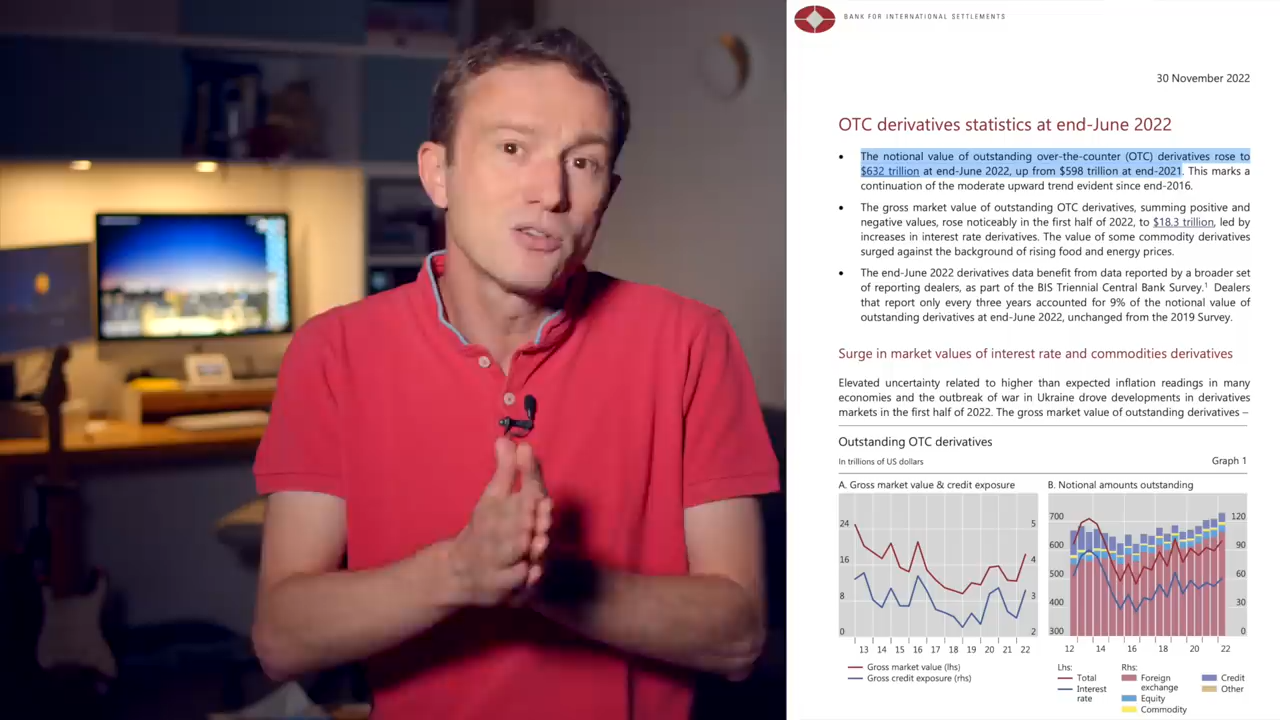 BANK FOR INTERNATIONAL SETTLEMENTS
30 November 2022
OTC derivatives statistics at end-June 2022
• The notional value of outstanding over-the-counter (OTC) derivatives rose to
$632 trillion at end-June 2022, up from $598 trillion at end-2021. This marks a
continuation of the moderate upward trend evident since end-2016.
• The gross market value of outstanding OTC derivatives, summing positive and
negative values, rose noticeably in the first half of 2022, to $18.3 trillion, led by
increases in interest rate derivatives. The value of some commodity derivatives
surged against the background of rising food and energy prices.
• The end-June 2022 derivatives data benefit from data reported by a broader set
of reporting dealers, as part of the BIS Triennial Central Bank Survey.¹ Dealers
that report only every three years accounted for 9% of the notional value of
outstanding derivatives at end-June 2022, unchanged from the 2019 Survey.
Surge in market values of interest rate and commodities derivatives
Elevated uncertainty related to higher than expected inflation readings in many
economies and the outbreak of war in Ukraine drove developments in derivatives
markets in the first half of 2022. The gross market value of outstanding derivatives –
Outstanding OTC derivatives
In trillions of US dollars Graph 1
A. Gross market value & credit exposure
24 5
16 4
8 3
0 2
13 14 15 16 17 18 19 20 21 22
Gross market value (lhs)
Gross credit exposure (rhs)
B. Notional amounts outstanding
700 120
600 90
500 60
400 30
300 0
12 14 16 18 20 22
Lhs: Rhs:
Total Foreign Credit
exchange Other
Interest Equity
rate Commodity